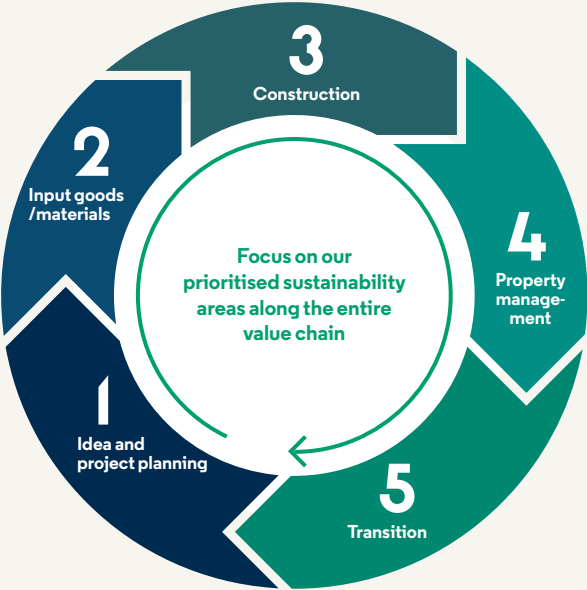 3
Construction
2
Input goods
/materials
4
Property
manage-
ment
Focus on our
prioritised sustainability
areas along the entire
value chain
1
Idea and
project planning
5
Transition